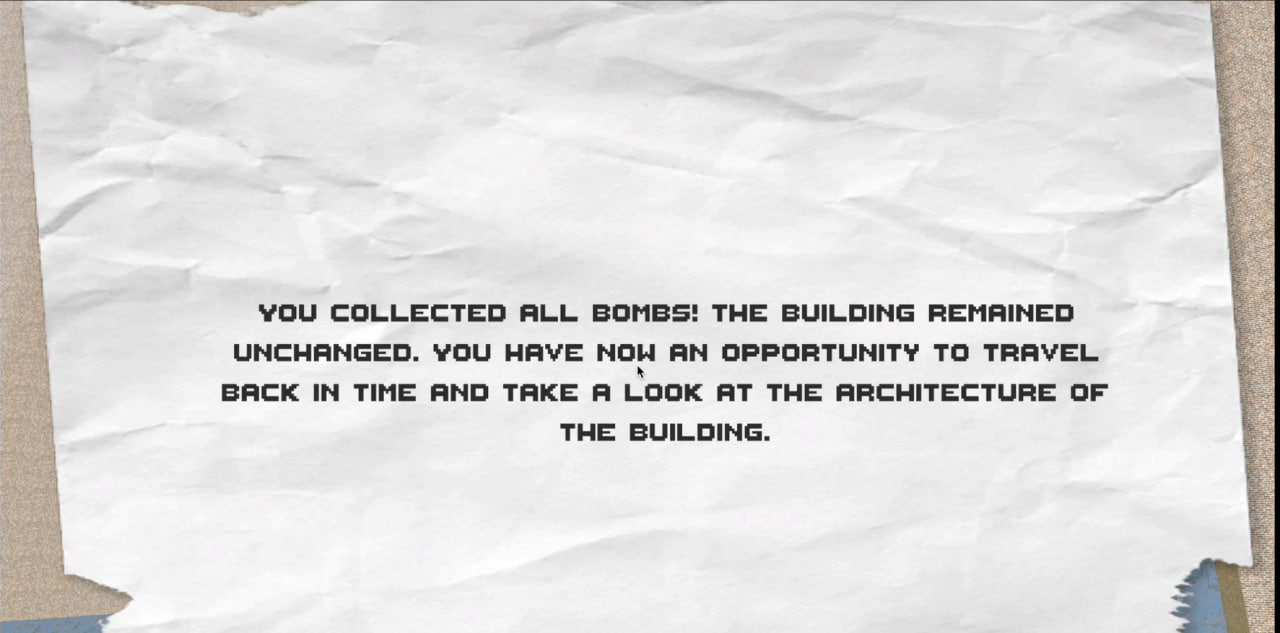 YOU COLLECTED ALL BOMBS! THE BUILDING REMAINED
UNCHANGED. YOU HAVE NOW AN OPPORTUNITY TO TRAVEL
BACK IN TIME AND TAKE A LOOK AT THE ARCHITECTURE OF
THE BUILDING.